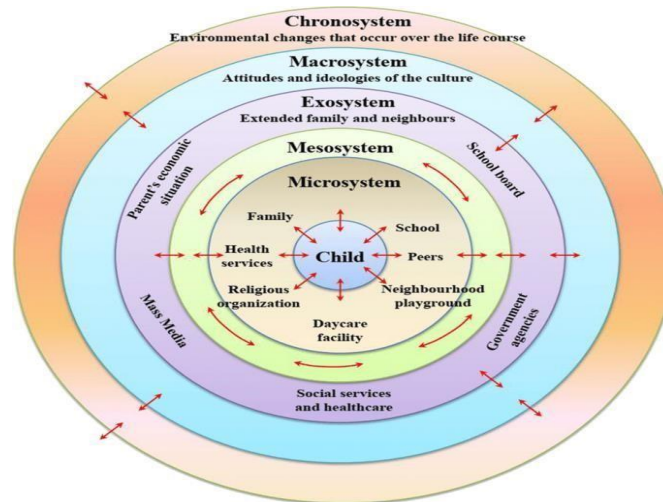 Chronosystem
Environmental changes that occur over the life course
Macrosystem
Attitudes and ideologies of the culture
Exosystem
Extended family and neighbours
Mesosystem
Microsystem
Parent's economic
situation
School board
Family
School
Health
services
Child
Peers
Religious
organization
Neighbourhood
playground
Daycare
facility
Mass Media
Government
agencies
Social services
and healthcare